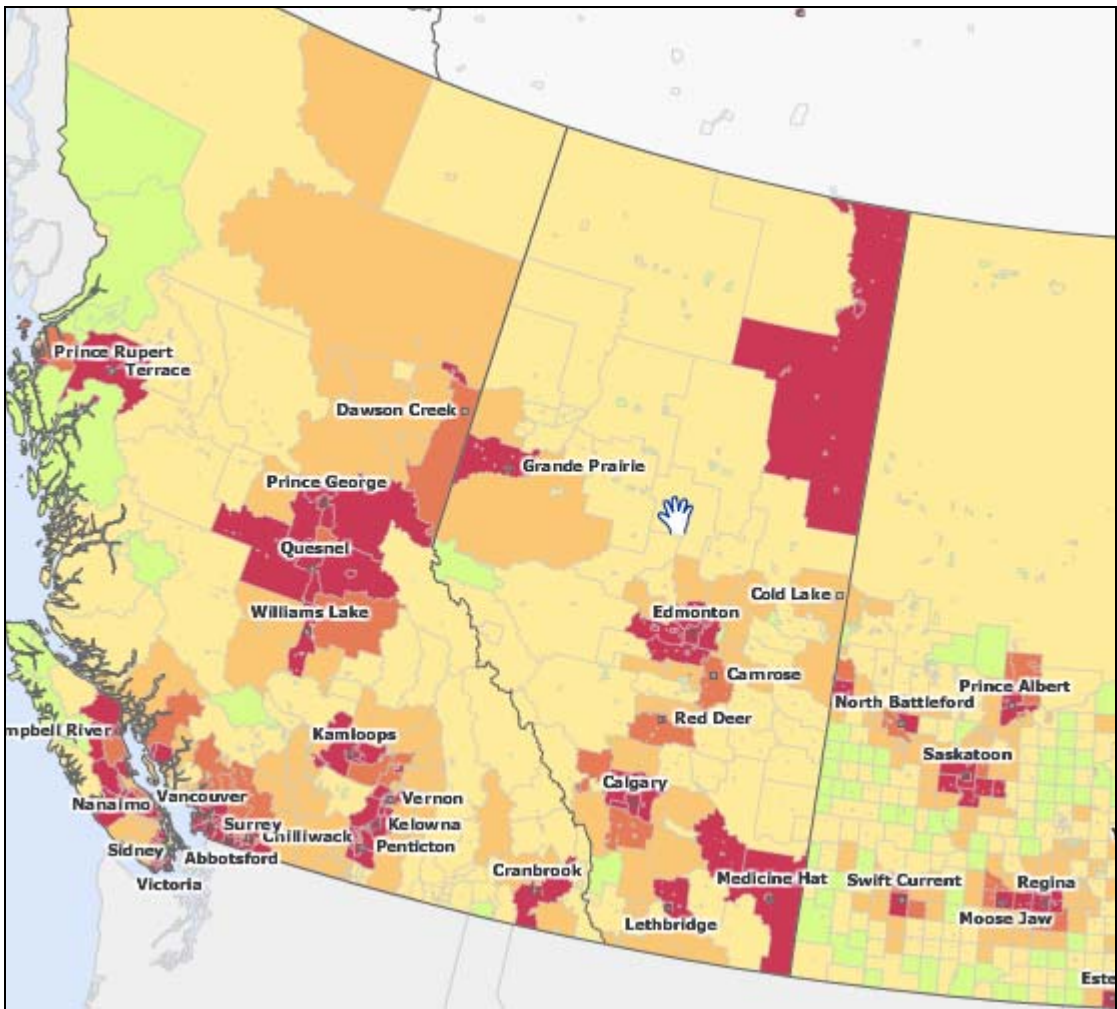 Prince Rupert
Terrace
Dawson Creek
Grande Prairie
Prince George
Quesnel
Cold Lake
Williams Lake
Edmonton
Camrose
Prince Albert
North Battleford
Red Deer
mpbell River
Kamloops
Saskatoon
Calgary
Nanaimo
Vancouver
Vernon
Surrey
Chilliwack
Kelowna
Sidney
Abbotsford
Penticton
Victoria
Cranbrook
Medicine Hat
Swift Current
Regina
Lethbridge
Moose Jaw
Este